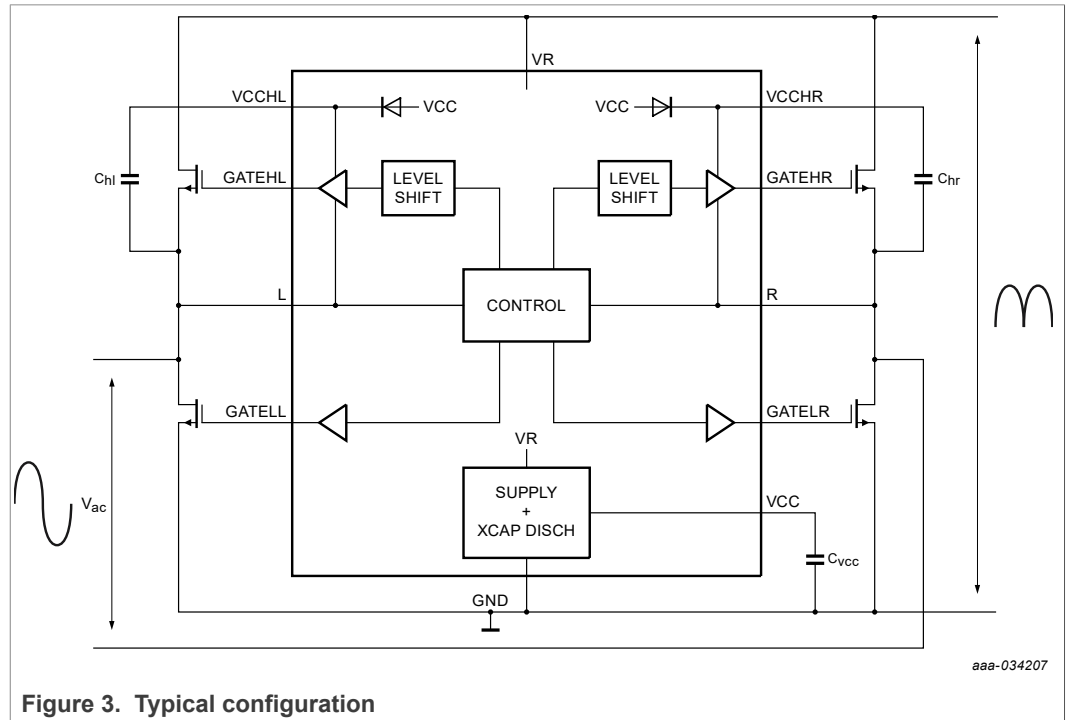 VR
VCCHL
VCC
VCC
VCCHR
Chl
GATEHL
LEVEL
SHIFT
LEVEL
SHIFT
GATEHR
Chr
L
CONTROL
R
GATELL
GATELR
VR
Vac
SUPPLY
+
XCAP DISCH
VCC
Cvcc
GND
aaa-034207
Figure 3. Typical configuration